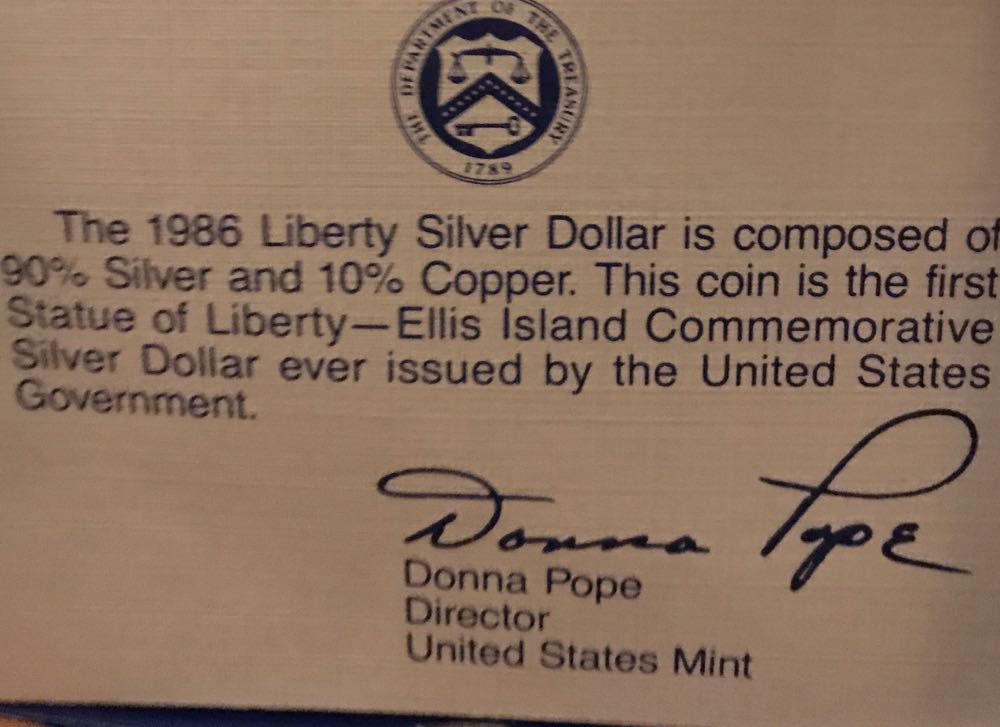 THE DEPARTMENT OF THE TREASURY
1789
The 1986 Liberty Silver Dollar is composed of
90% Silver and 10% Copper. This coin is the first
Statue of Liberty—Ellis Island Commemorative
Silver Dollar ever issued by the United States
Government.
Donna Pope
Donna Pope
Director
United States Mint